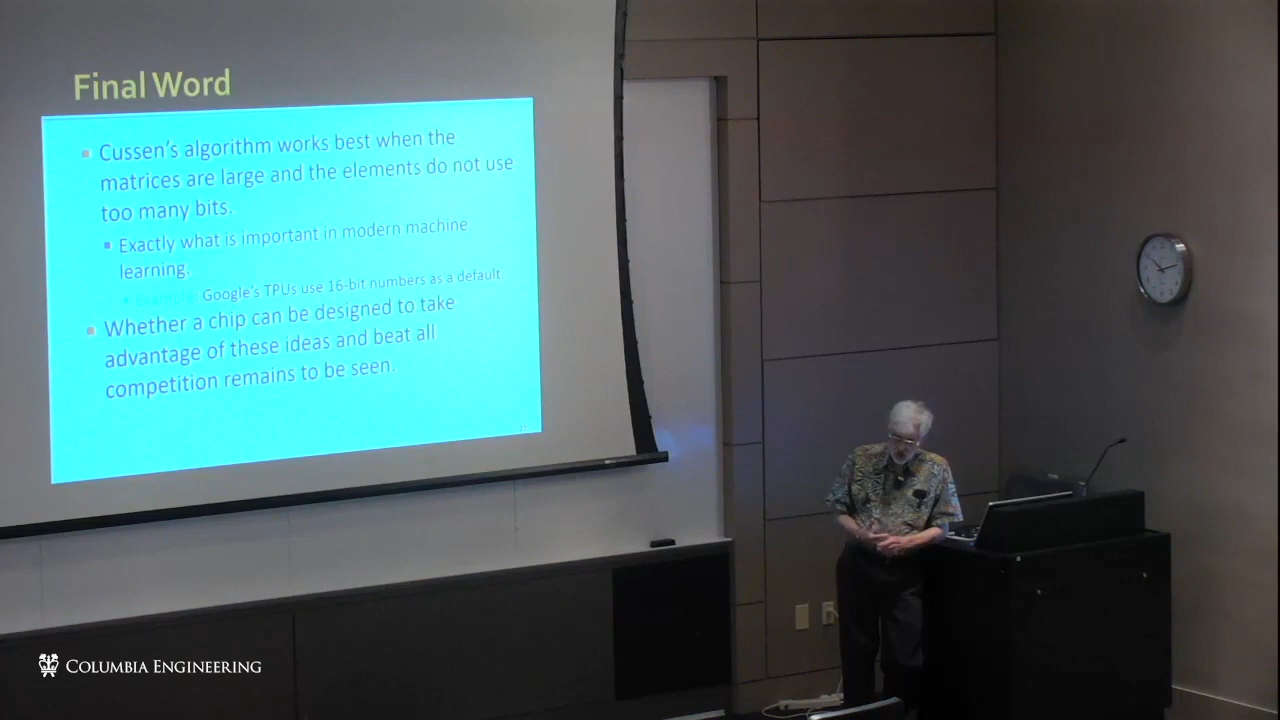 Final Word
Cussen's algorithm works best when the
matrices are large and the elements do not use
too many bits.
Exactly what is important in modern machine
learning.
Example: Google's TPUs use 16-bit numbers as a default.
Whether a chip can be designed to take
advantage of these ideas and beat all
competition remains to be seen.
COLUMBIA ENGINEERING